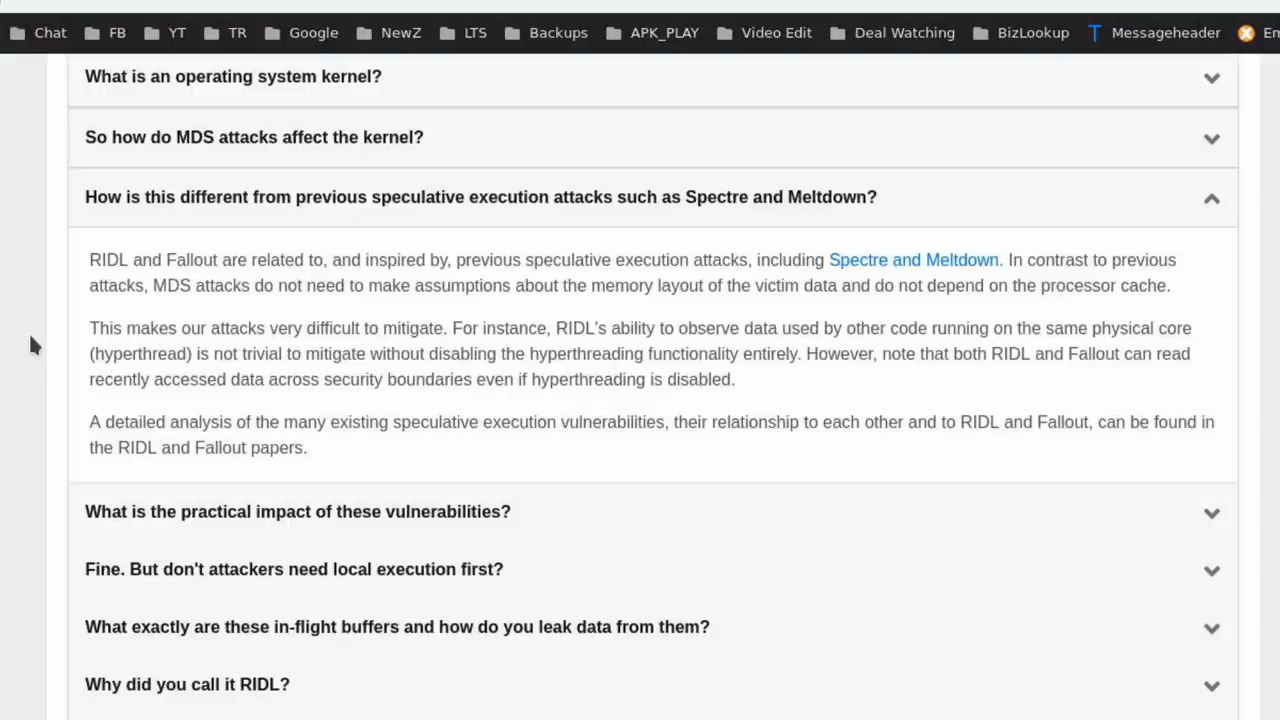 Chat FB YT TR Google NewZ LTS Backups APK_PLAY Video Edit Deal Watching BizLookup Messageheader
What is an operating system kernel?
So how do MDS attacks affect the kernel?
How is this different from previous speculative execution attacks such as Spectre and Meltdown?
RIDL and Fallout are related to, and inspired by, previous speculative execution attacks, including Spectre and Meltdown. In contrast to previous
attacks, MDS attacks do not need to make assumptions about the memory layout of the victim data and do not depend on the processor cache.
This makes our attacks very difficult to mitigate. For instance, RIDL's ability to observe data used by other code running on the same physical core
(hyperthread) is not trivial to mitigate without disabling the hyperthreading functionality entirely. However, note that both RIDL and Fallout can read
recently accessed data across security boundaries even if hyperthreading is disabled.
A detailed analysis of the many existing speculative execution vulnerabilities, their relationship to each other and to RIDL and Fallout, can be found in
the RIDL and Fallout papers.
What is the practical impact of these vulnerabilities?
Fine. But don't attackers need local execution first?
What exactly are these in-flight buffers and how do you leak data from them?
Why did you call it RIDL?